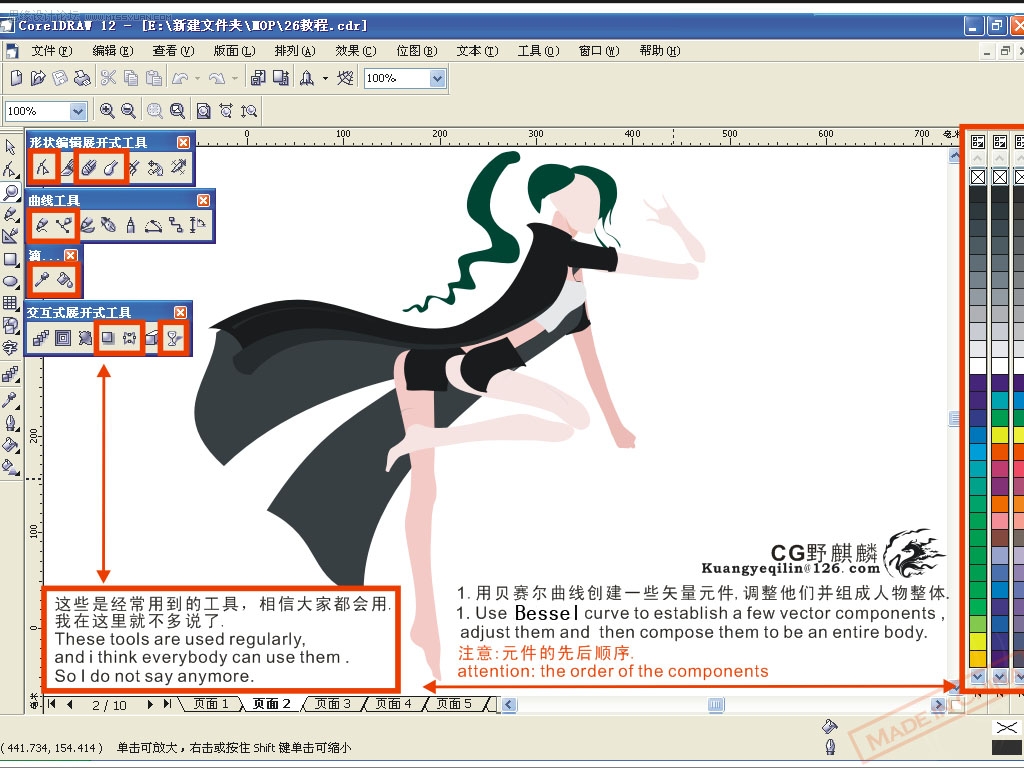 CorelDRAW 12 - [E:\新建文件夹\MOP\26教程.cdr]
文件(F) 编辑(E) 查看(V) 版面(L) 排列(A) 效果(C) 位图(B) 文本(T) 工具(O) 窗口(W) 帮助(H)
100%
100%
0 100 200 300 400 500 600 700 毫米
形状编辑展开式工具
曲线工具
滴...
交互式展开式工具
200
100
0
CG野麒麟
Kuangyeqilin@126.com
1. 用贝赛尔曲线创建一些矢量元件,调整他们并组成人物整体.
1. Use Bessel curve to establish a few vector components ,
adjust them and then compose them to be an entire body.
注意:元件的先后顺序.
attention: the order of the components
这些是经常用到的工具，相信大家都会用.
我在这里就不多说了.
These tools are used regularly,
and i think everybody can use them .
So I do not say anymore.
2 / 10 页面 1 页面 2 页面 3 页面 4 页面 5
( 441.734, 154.414 ) 单击可放大，右击或按住 Shift 键单击可缩小